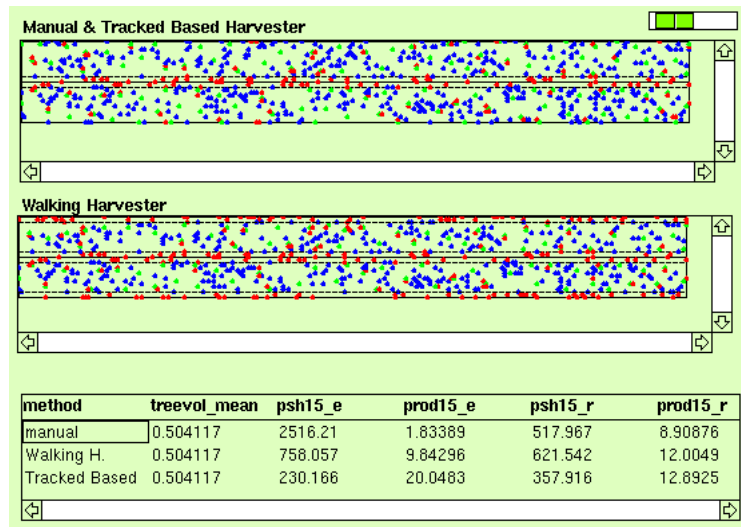 Manual & Tracked Based Harvester
Walking Harvester
method treevol_mean psh15_e prod15_e psh15_r prod15_r
manual 0.504117 2516.21 1.83389 517.967 8.90876
Walking H. 0.504117 758.057 9.84296 621.542 12.0049
Tracked Based 0.504117 230.166 20.0483 357.916 12.8925